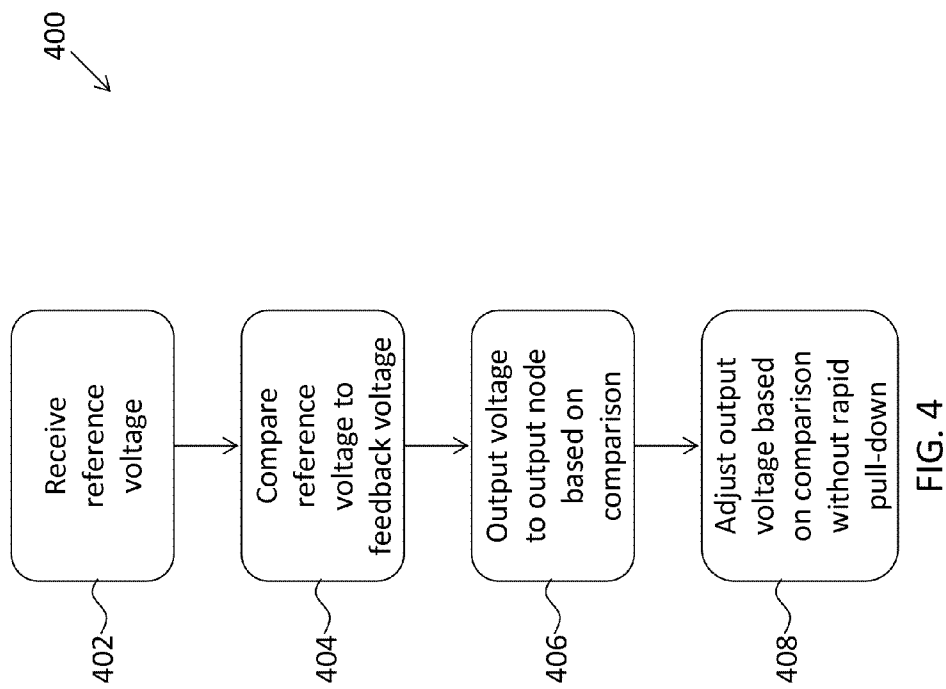 400
402
Receive
reference
voltage
404
Compare
reference
voltage to
feedback voltage
406
Output voltage
to output node
based on
comparison
408
Adjust output
voltage based
on comparison
without rapid
pull-down
FIG. 4